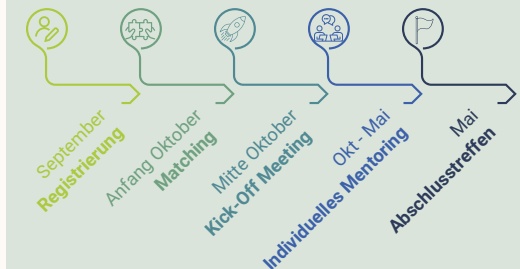 September
Registrierung
Anfang Oktober
Matching
Mitte Oktober
Kick-Off Meeting
Okt - Mai
Individuelles Mentoring
Mai
Abschlusstreffen